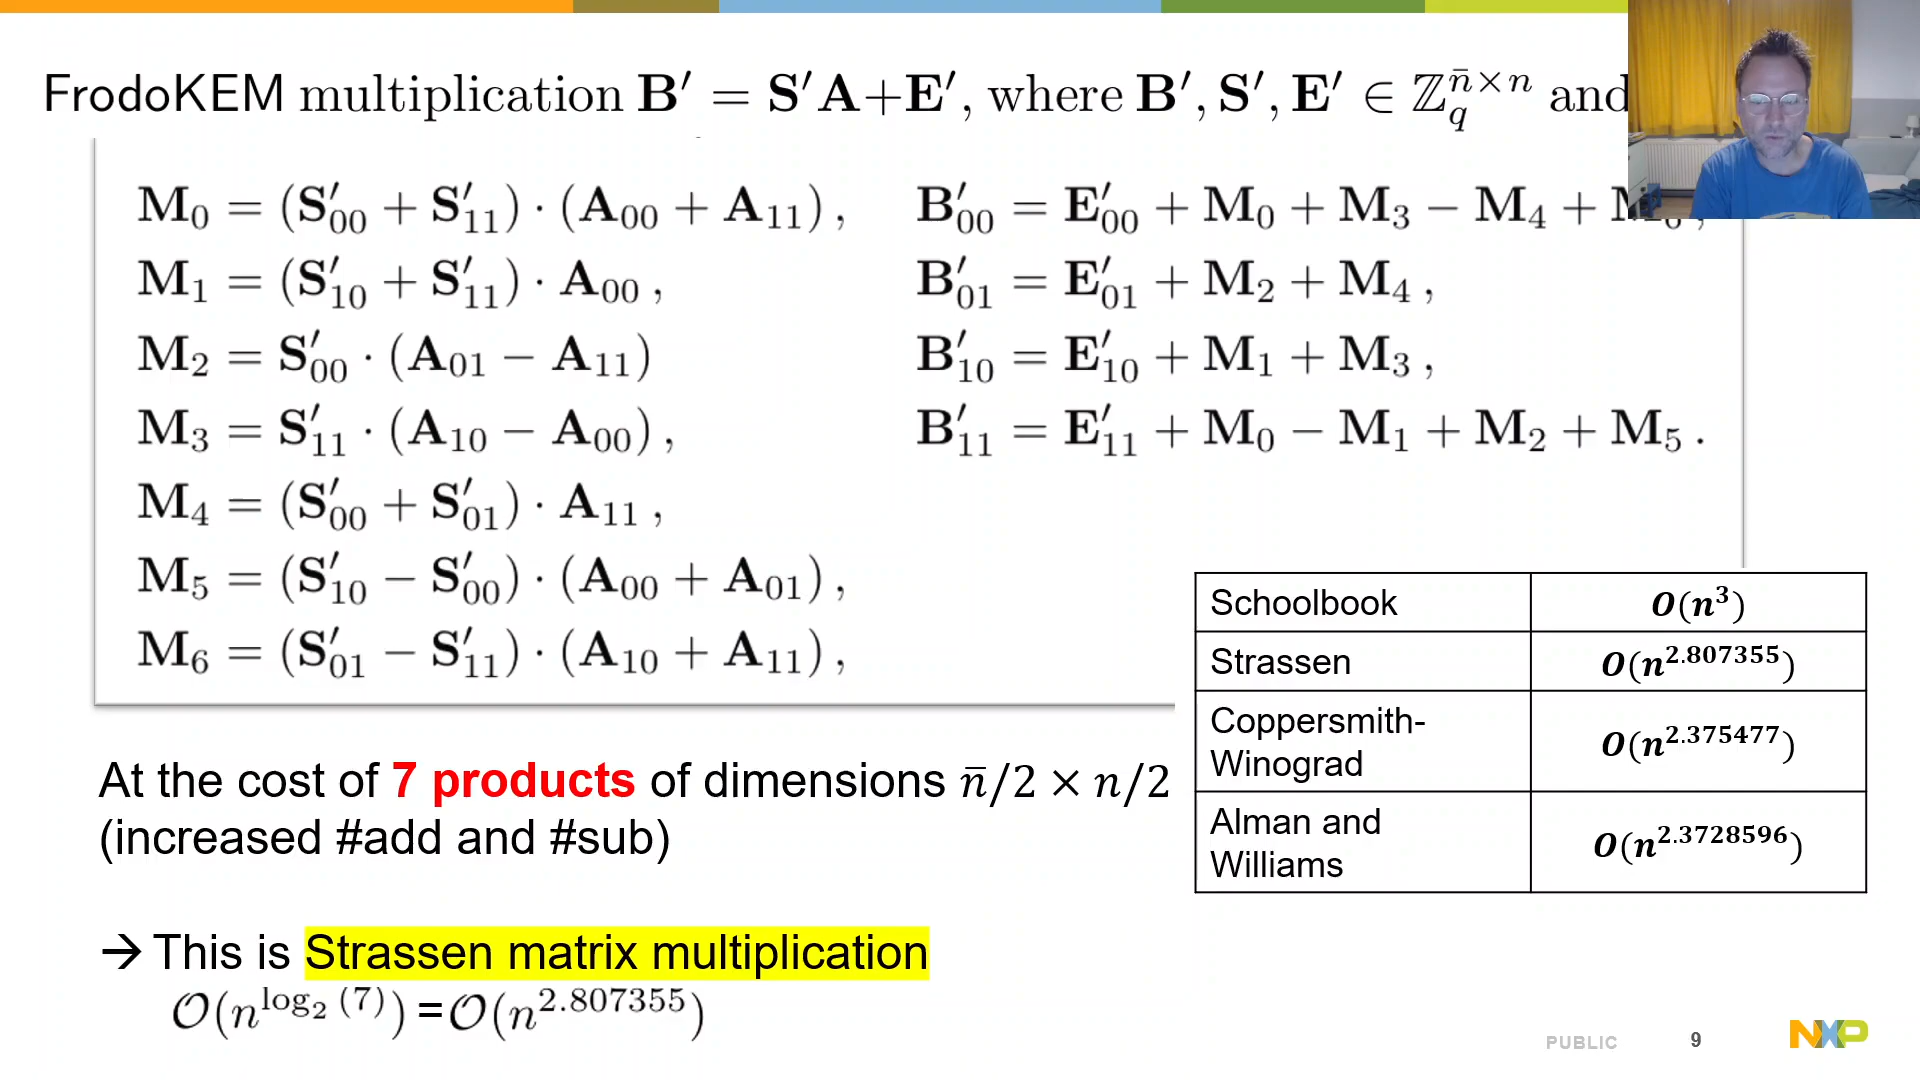 FrodoKEM multiplication B′ = S′A+E′, where B′, S′, E′ ∈ ℤ_q^{n̄×n} and
M₀ = (S′₀₀ + S′₁₁) · (A₀₀ + A₁₁) ,
M₁ = (S′₁₀ + S′₁₁) · A₀₀ ,
M₂ = S′₀₀ · (A₀₁ − A₁₁)
M₃ = S′₁₁ · (A₁₀ − A₀₀) ,
M₄ = (S′₀₀ + S′₀₁) · A₁₁ ,
M₅ = (S′₁₀ − S′₀₀) · (A₀₀ + A₀₁) ,
M₆ = (S′₀₁ − S′₁₁) · (A₁₀ + A₁₁) ,
B′₀₀ = E′₀₀ + M₀ + M₃ − M₄ +
B′₀₁ = E′₀₁ + M₂ + M₄ ,
B′₁₀ = E′₁₀ + M₁ + M₃ ,
B′₁₁ = E′₁₁ + M₀ − M₁ + M₂ + M₅ .
At the cost of 7 products of dimensions n̄/2 × n/2
(increased #add and #sub)
→ This is Strassen matrix multiplication
𝒪(n^{log₂ (7)}) = 𝒪(n^{2.807355})
Schoolbook O(n^3)
Strassen O(n^{2.807355})
Coppersmith-
Winograd O(n^{2.375477})
Alman and
Williams O(n^{2.3728596})
PUBLIC 9 NXP